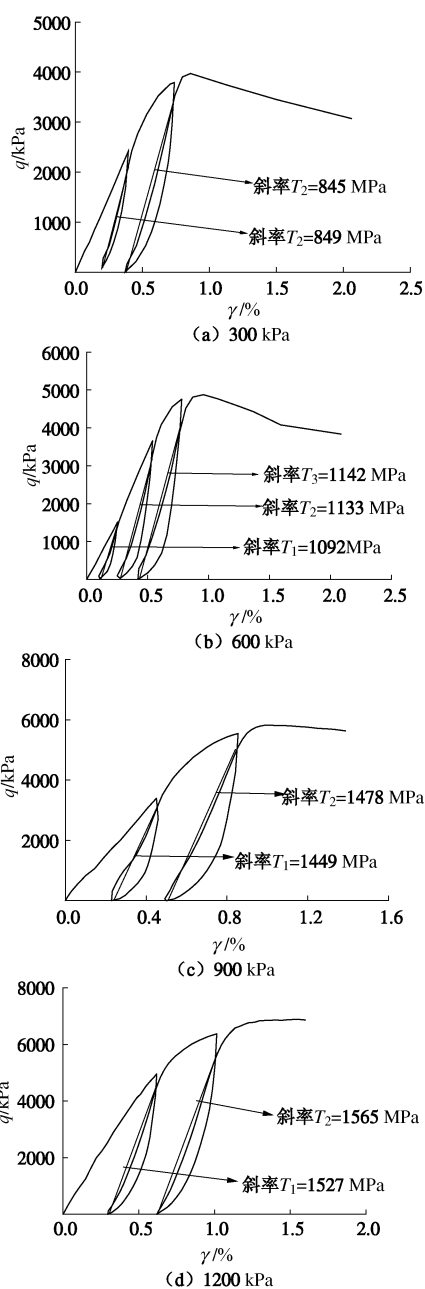 5000
4000
3000
2000
1000
q/kPa
斜率T₂=845 MPa
斜率T₂=849 MPa
0.0 0.5 1.0 1.5 2.0 2.5
γ/%
（a）300 kPa
6000
5000
4000
3000
2000
1000
q/kPa
斜率T₃=1142 MPa
斜率T₂=1133 MPa
斜率T₁=1092MPa
0.0 0.5 1.0 1.5 2.0 2.5
γ/%
（b）600 kPa
8000
6000
4000
2000
q/kPa
斜率T₂=1478 MPa
斜率T₁=1449 MPa
0.0 0.4 0.8 1.2 1.6
γ/%
（c）900 kPa
8000
6000
4000
2000
q/kPa
斜率T₂=1565 MPa
斜率T₁=1527 MPa
0.0 0.5 1.0 1.5 2.0
γ/%
（d）1200 kPa